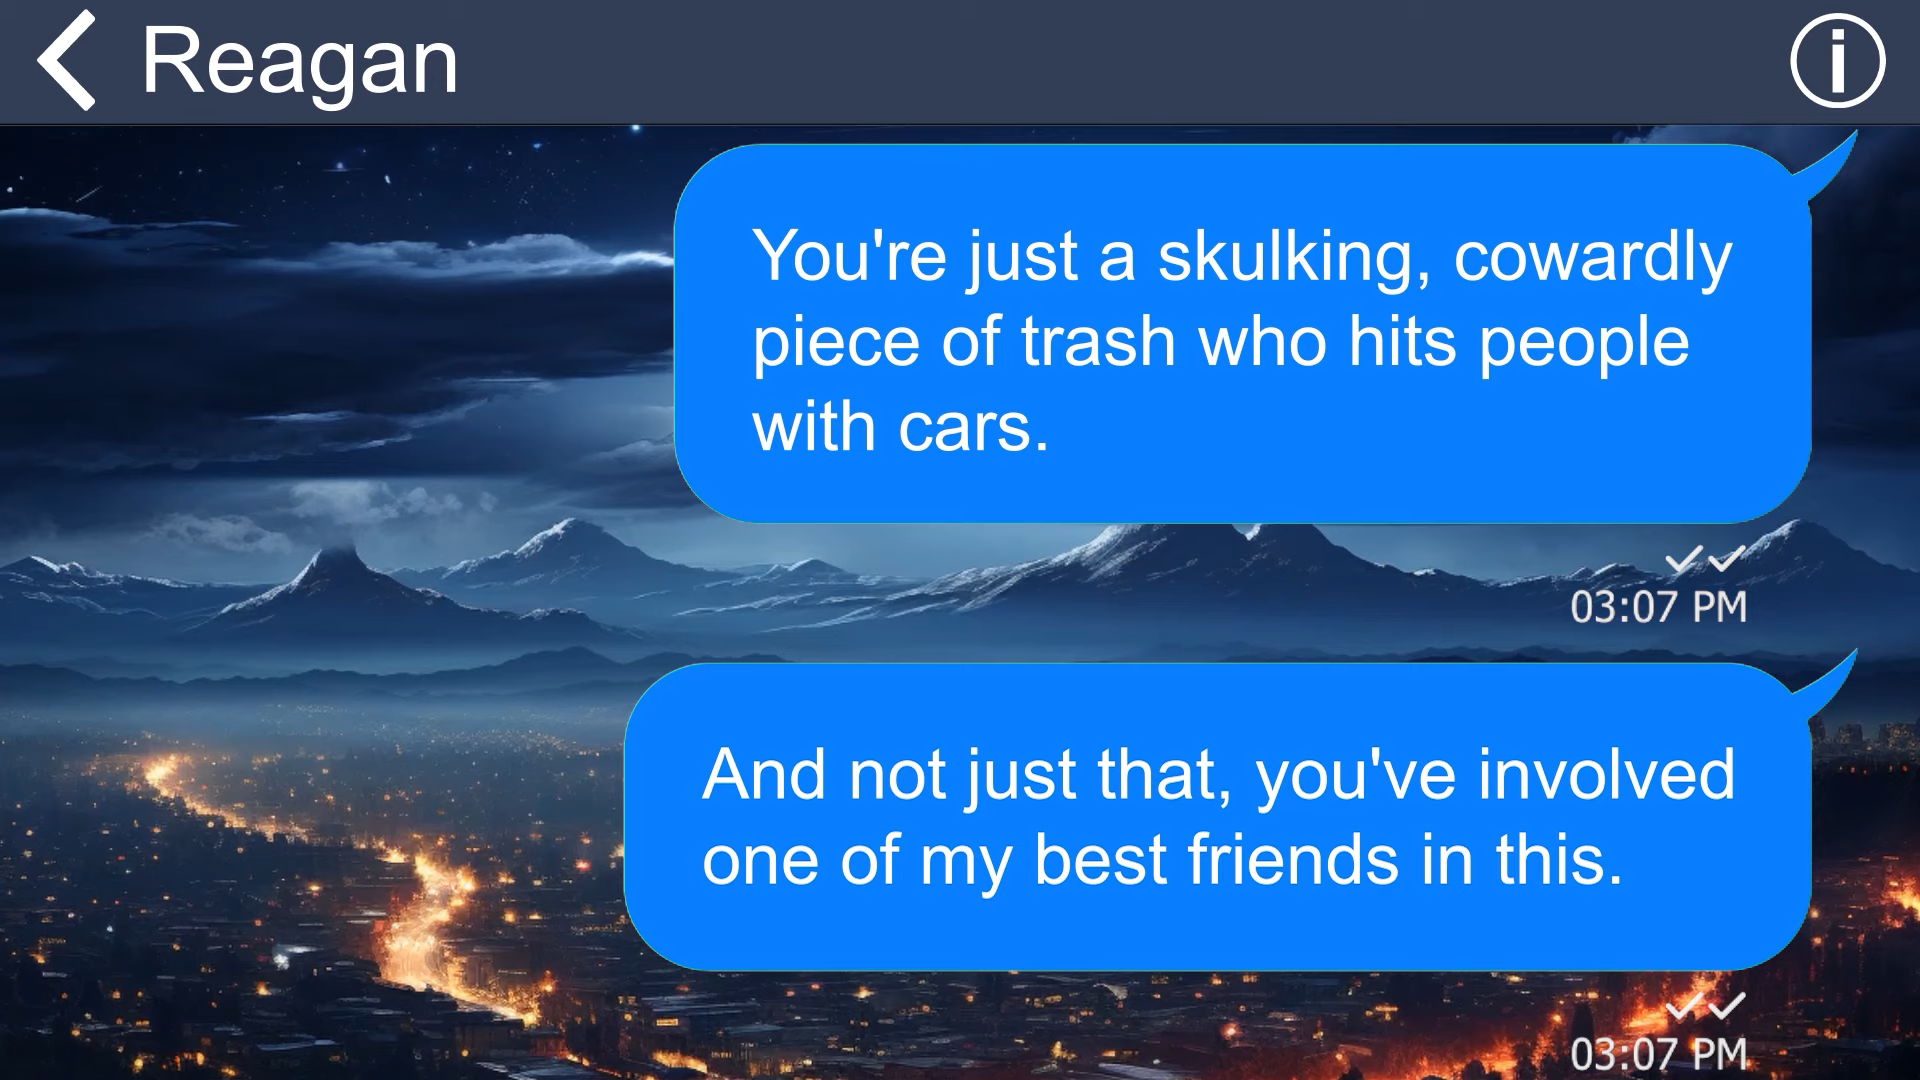 Reagan
You're just a skulking, cowardly
piece of trash who hits people
with cars.
03:07 PM
And not just that, you've involved
one of my best friends in this.
03:07 PM